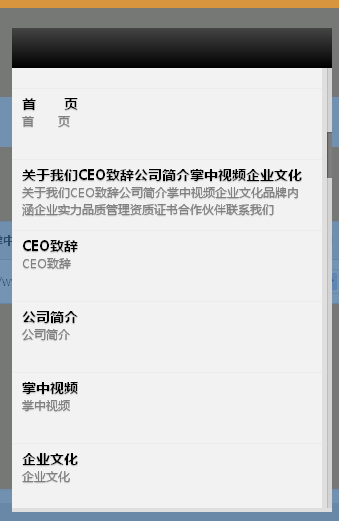 首 页
首 页
关于我们CEO致辞公司简介掌中视频企业文化
关于我们CEO致辞公司简介掌中视频企业文化品牌内
涵企业实力品质管理资质证书合作伙伴联系我们
CEO致辞
CEO致辞
公司简介
公司简介
掌中视频
掌中视频
企业文化
企业文化